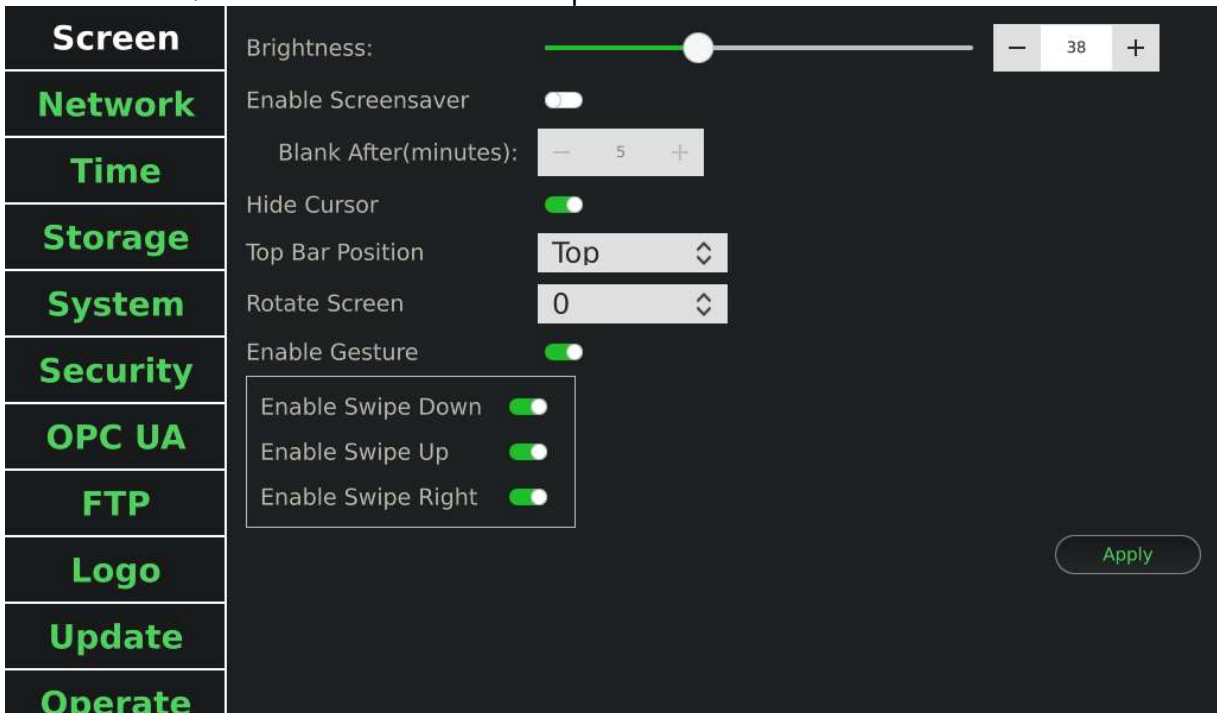 Screen
Network
Time
Storage
System
Security
OPC UA
FTP
Logo
Update
Operate
Brightness:
− 38 +
Enable Screensaver
Blank After(minutes):
− 5 +
Hide Cursor
Top Bar Position
Top
Rotate Screen
0
Enable Gesture
Enable Swipe Down
Enable Swipe Up
Enable Swipe Right
Apply